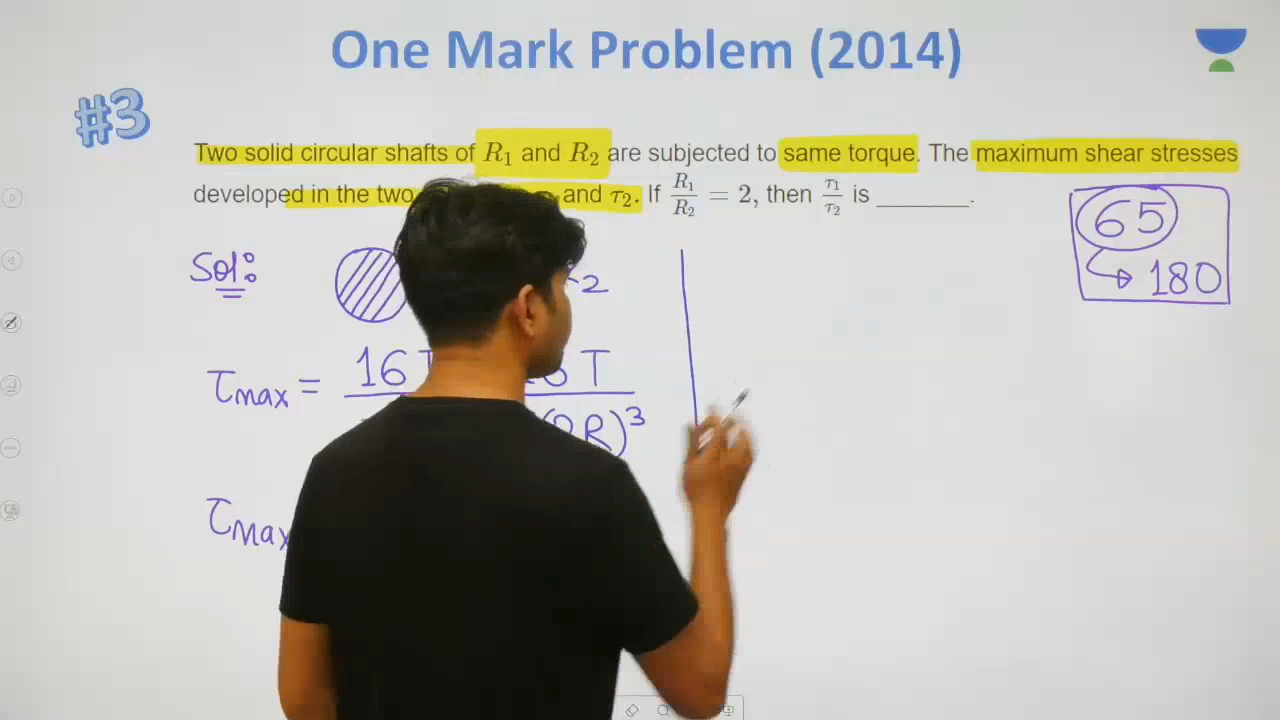 One Mark Problem (2014)
#3
Two solid circular shafts of R₁ and R₂ are subjected to same torque. The maximum shear stresses
developed in the two and τ₂. If R₁/R₂ = 2, then τ₁/τ₂ is ________.
65
↳ 180
Sol:
2
τmax = 16 T
T
(2R)³
τMax